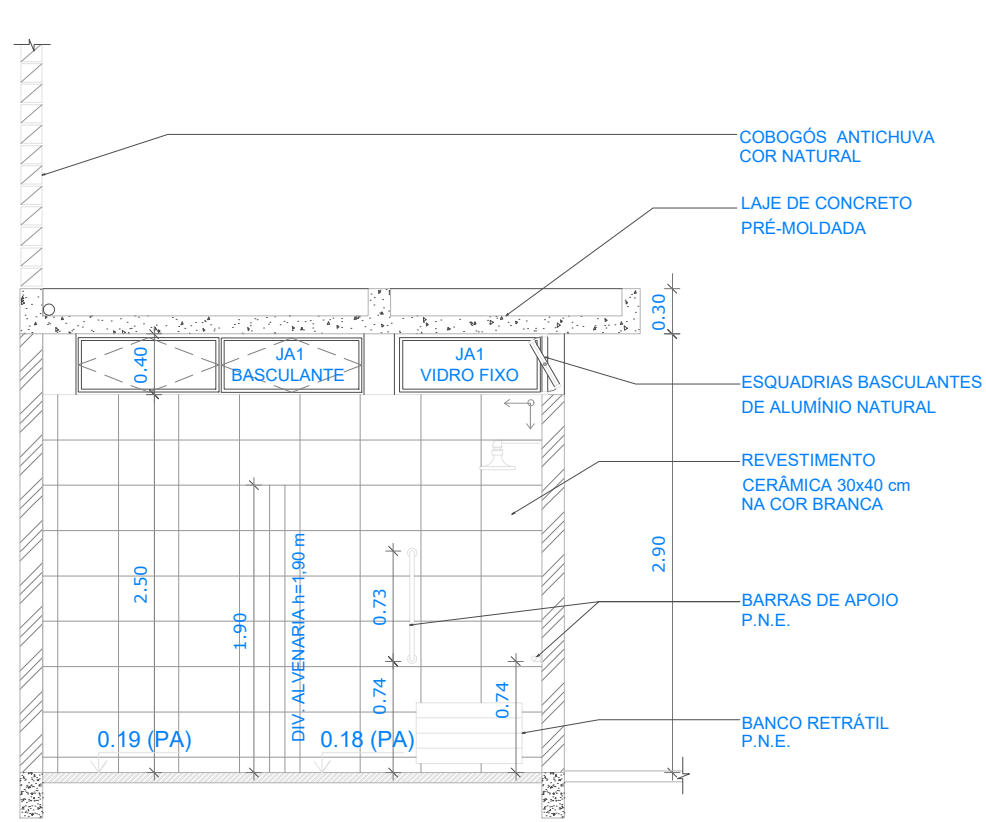 COBOGÓS ANTICHUVA
COR NATURAL
LAJE DE CONCRETO
PRÉ-MOLDADA
0.30
0.40
JA1
BASCULANTE
JA1
VIDRO FIXO
ESQUADRIAS BASCULANTES
DE ALUMÍNIO NATURAL
REVESTIMENTO
CERÂMICA 30x40 cm
NA COR BRANCA
2.50
1.90
DIV. ALVENARIA h=1,90 m
0.73
2.90
BARRAS DE APOIO
P.N.E.
0.74
0.74
0.19 (PA)
0.18 (PA)
BANCO RETRÁTIL
P.N.E.